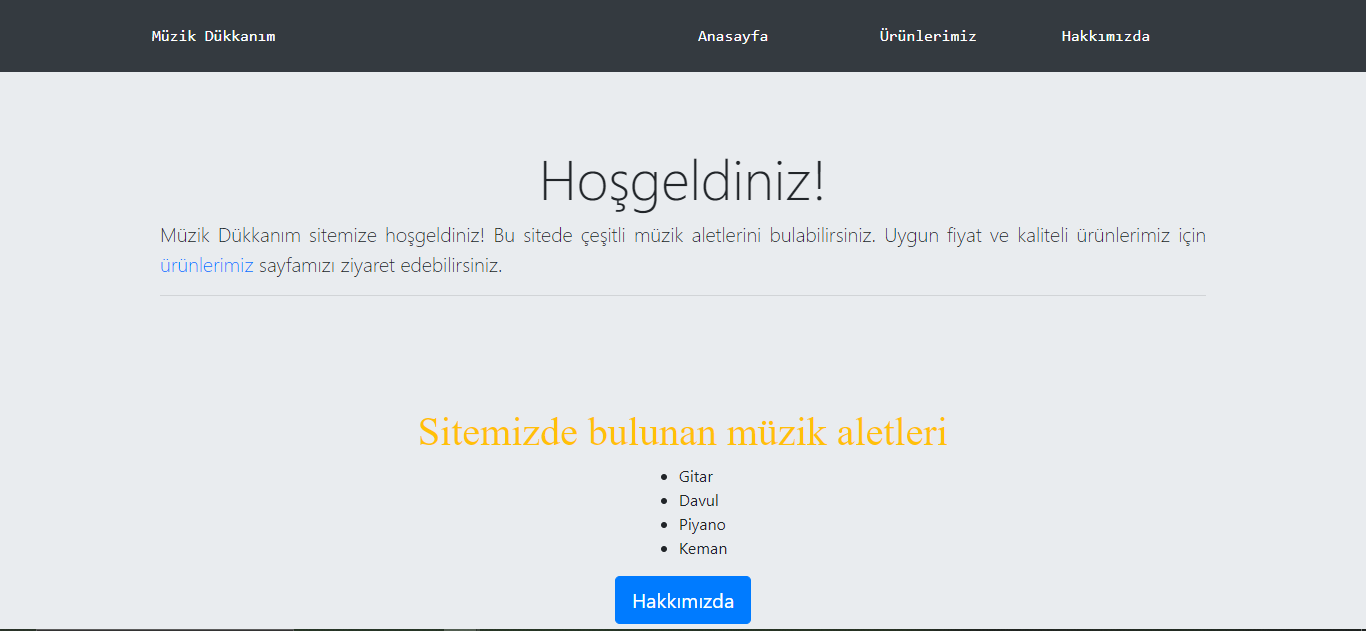 Müzik Dükkanım Anasayfa Ürünlerimiz Hakkımızda
Hoşgeldiniz!
Müzik Dükkanım sitemize hoşgeldiniz! Bu sitede çeşitli müzik aletlerini bulabilirsiniz. Uygun fiyat ve kaliteli ürünlerimiz için
ürünlerimiz sayfamızı ziyaret edebilirsiniz.
Sitemizde bulunan müzik aletleri
Gitar
Davul
Piyano
Keman
Hakkımızda